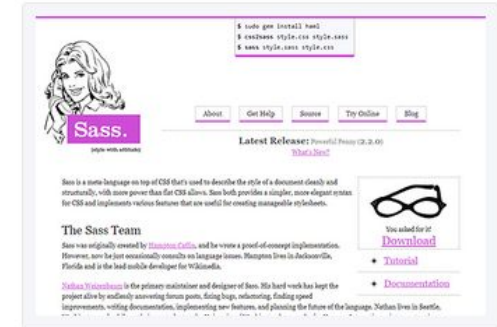 $ sudo gem install haml
$ css2sass style.css style.sass
$ sass style.sass style.css
Sass.
{style with attitude}
About
Get Help
Source
Try Online
Blog
Latest Release: Powerful Penny (2.2.0)
What's New?
Sass is a meta-language on top of CSS that's used to describe the style of a document cleanly and
structurally, with more power than flat CSS allows. Sass both provides a simpler, more elegant syntax
for CSS and implements various features that are useful for creating manageable stylesheets.
You asked for it!
Download
✦ Tutorial
✦ Documentation
The Sass Team
Sass was originally created by Hampton Catlin, and he wrote a proof-of-concept implementation.
However, now he just occasionally consults on language issues. Hampton lives in Jacksonville,
Florida and is the lead mobile developer for Wikimedia.
Nathan Weizenbaum is the primary maintainer and designer of Sass. His hard work has kept the
project alive by endlessly answering forum posts, fixing bugs, refactoring, finding speed
improvements, writing documentation, implementing new features, and planning the future of the language. Nathan lives in Seattle,